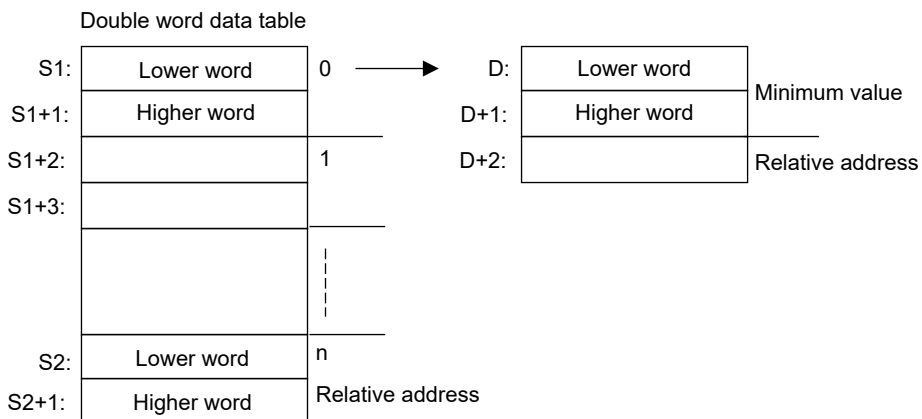 Double word data table
S1: Lower word 0
S1+1: Higher word
S1+2: 1
S1+3:
S2: Lower word n
S2+1: Higher word Relative address
D: Lower word
D+1: Higher word
Minimum value
D+2: Relative address